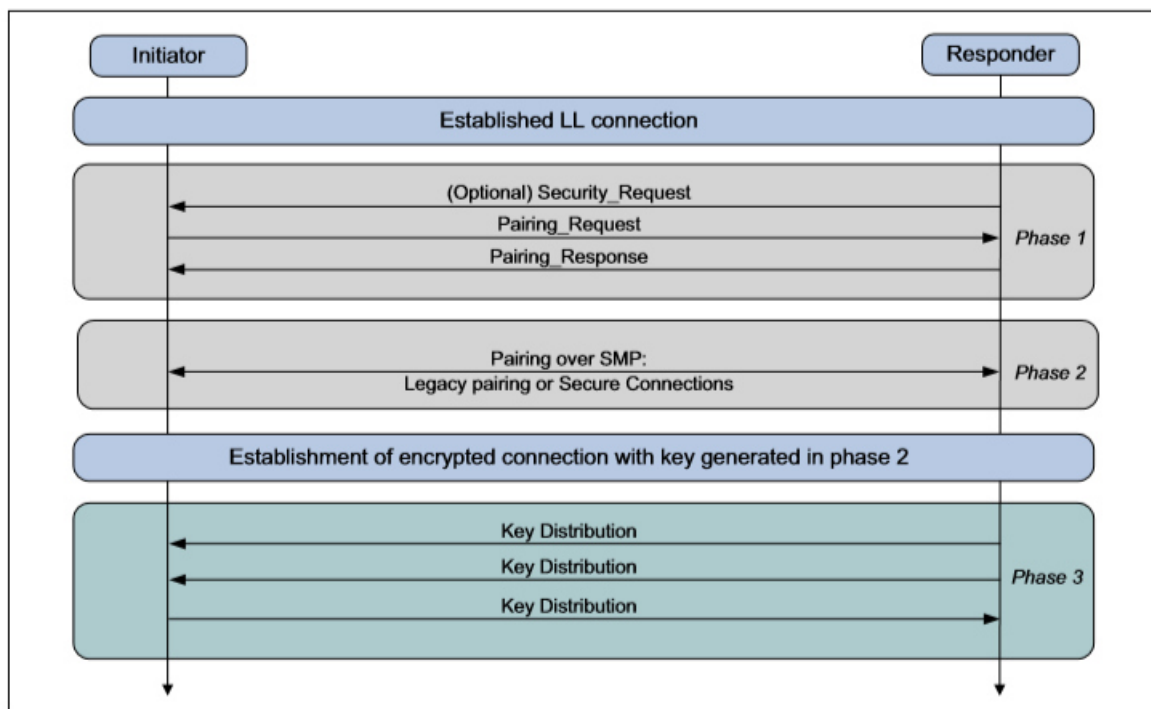 Initiator
Responder
Established LL connection
(Optional) Security_Request
Pairing_Request
Pairing_Response
Phase 1
Pairing over SMP:
Legacy pairing or Secure Connections
Phase 2
Establishment of encrypted connection with key generated in phase 2
Key Distribution
Key Distribution
Key Distribution
Phase 3